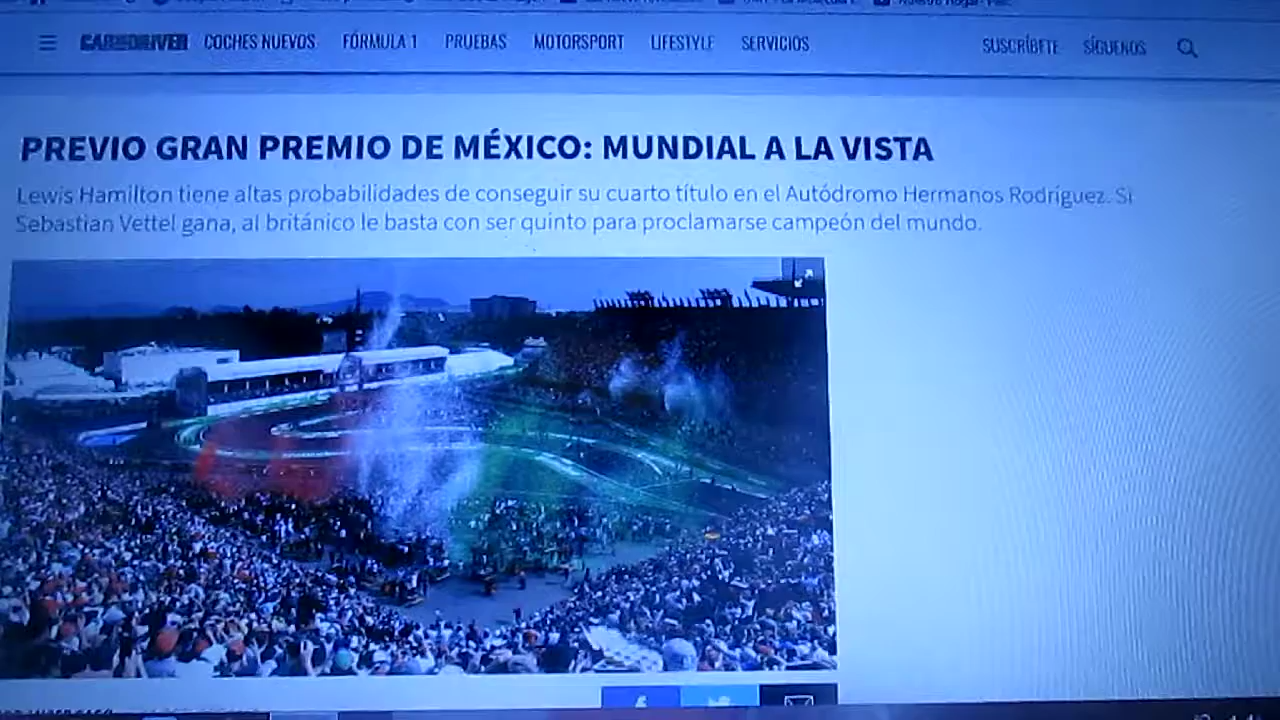 CAR AND DRIVER COCHES NUEVOS FÓRMULA 1 PRUEBAS MOTORSPORT LIFESTYLE SERVICIOS SUSCRÍBETE SÍGUENOS
PREVIO GRAN PREMIO DE MÉXICO: MUNDIAL A LA VISTA
Lewis Hamilton tiene altas probabilidades de conseguir su cuarto título en el Autódromo Hermanos Rodríguez. Si
Sebastian Vettel gana, al británico le basta con ser quinto para proclamarse campeón del mundo.